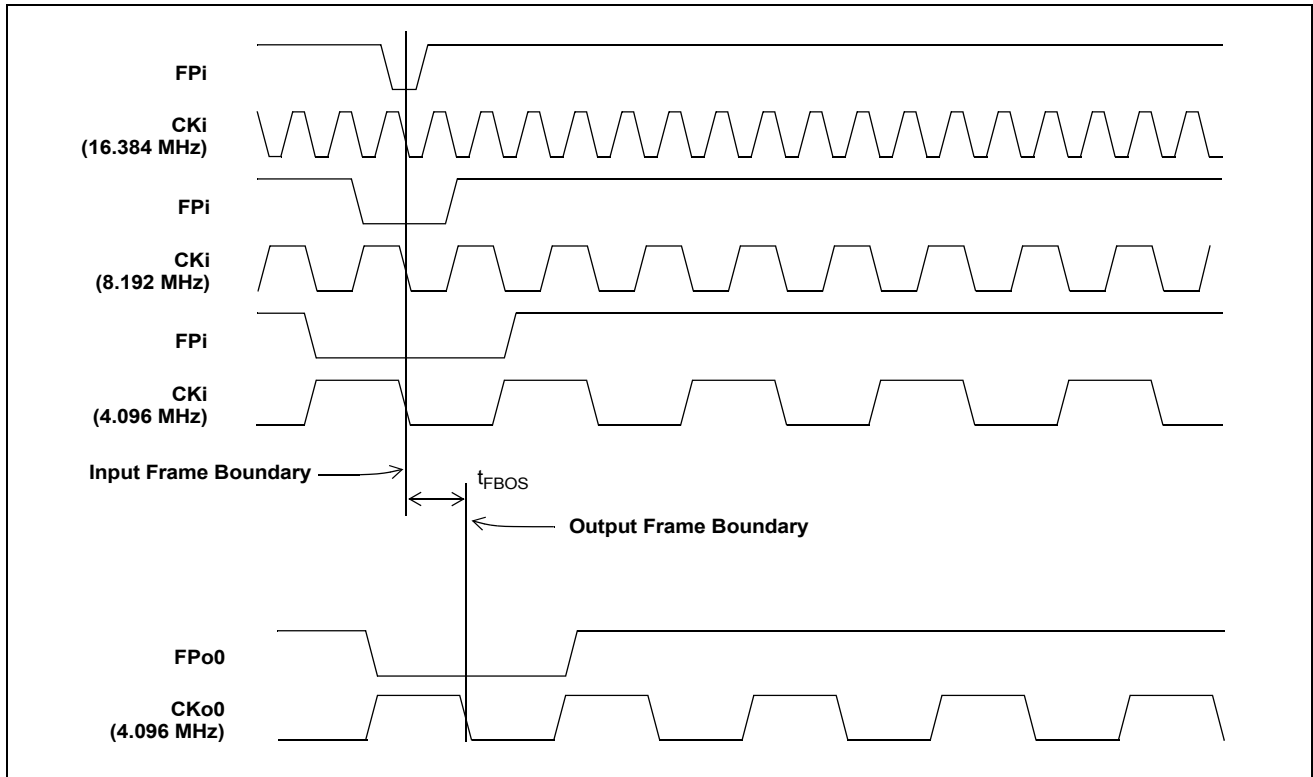 FPi
CKi
(16.384 MHz)
FPi
CKi
(8.192 MHz)
FPi
CKi
(4.096 MHz)
Input Frame Boundary
tFBOS
Output Frame Boundary
FPo0
CKo0
(4.096 MHz)